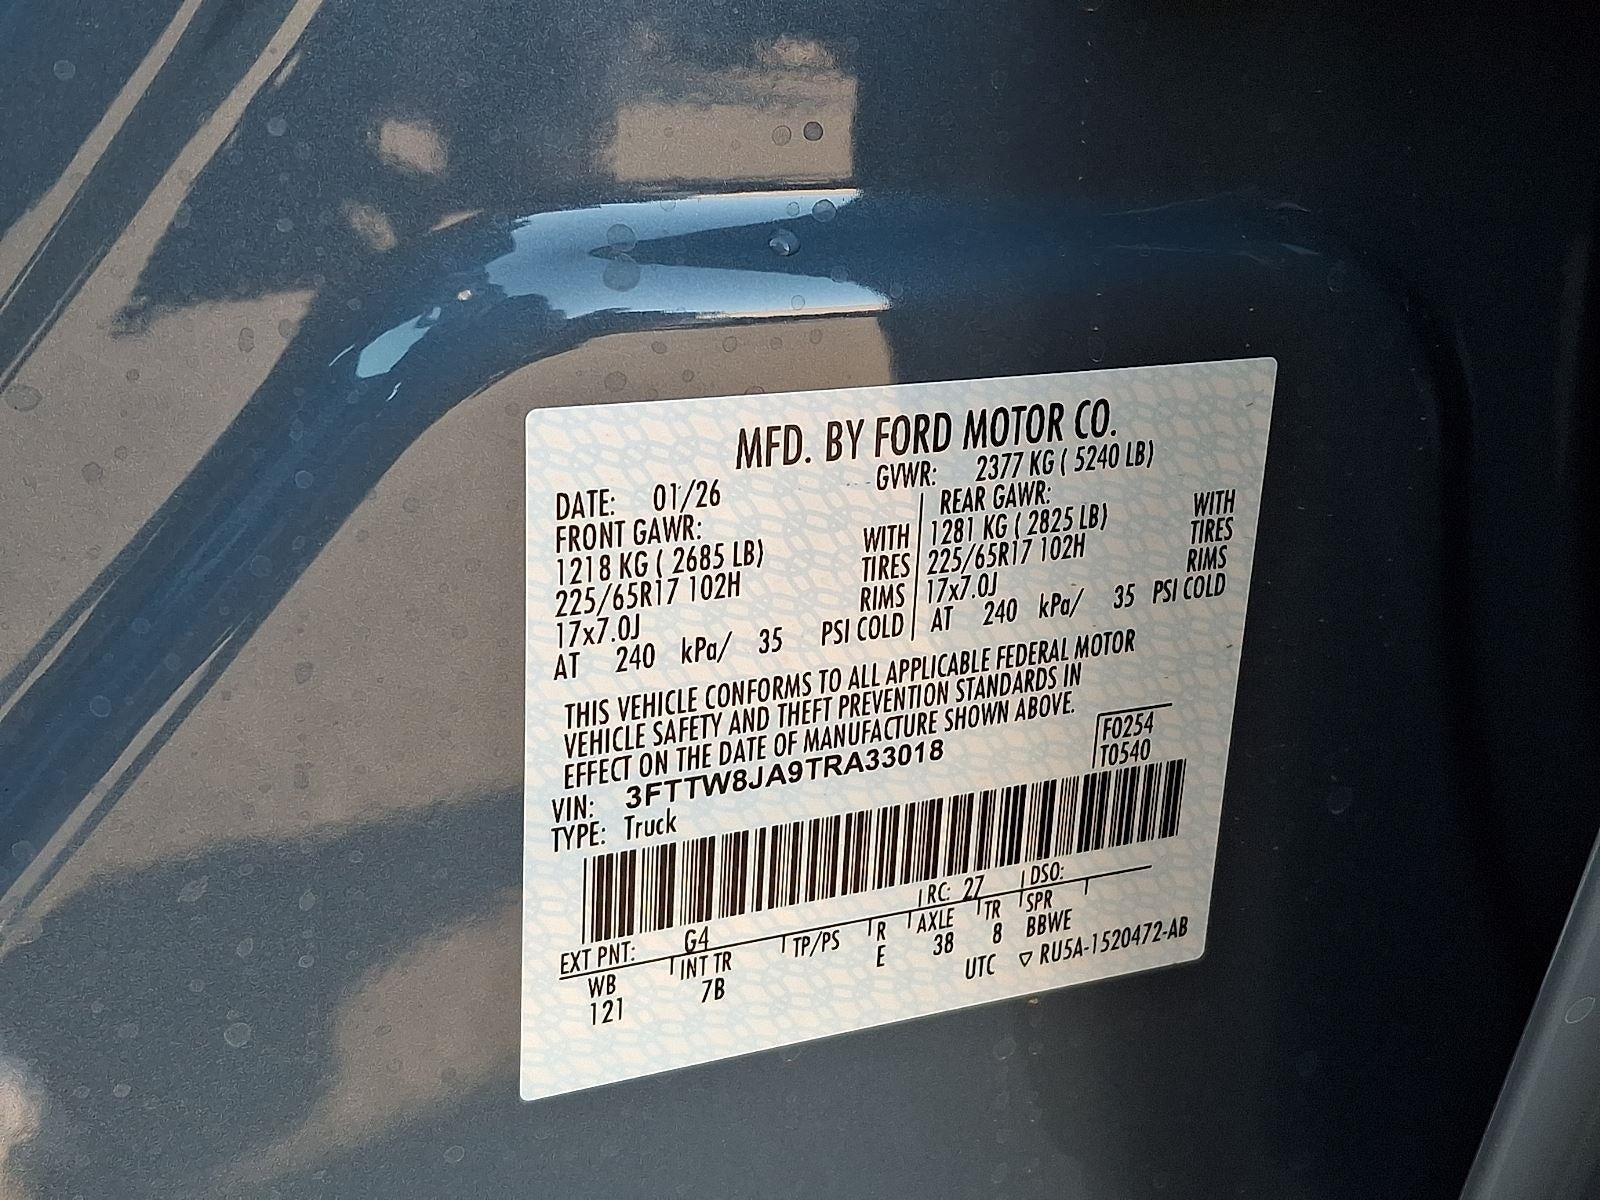 MFD. BY FORD MOTOR CO.
DATE: 01/26 GVWR: 2377 KG ( 5240 LB)
FRONT GAWR: REAR GAWR:
1218 KG ( 2685 LB) WITH 1281 KG ( 2825 LB) WITH
225/65R17 102H TIRES 225/65R17 102H TIRES
17x7.0J RIMS 17x7.0J RIMS
AT 240 kPa/ 35 PSI COLD AT 240 kPa/ 35 PSI COLD
THIS VEHICLE CONFORMS TO ALL APPLICABLE FEDERAL MOTOR
VEHICLE SAFETY AND THEFT PREVENTION STANDARDS IN
EFFECT ON THE DATE OF MANUFACTURE SHOWN ABOVE.
F0254
T0540
VIN: 3FTTW8JA9TRA33018
TYPE: Truck
EXT PNT: G4 RC: 27 DSO:
WB INT TR TP/PS R AXLE TR SPR
121 7B E 38 8 BBWE
UTC ▽ RU5A-1520472-AB